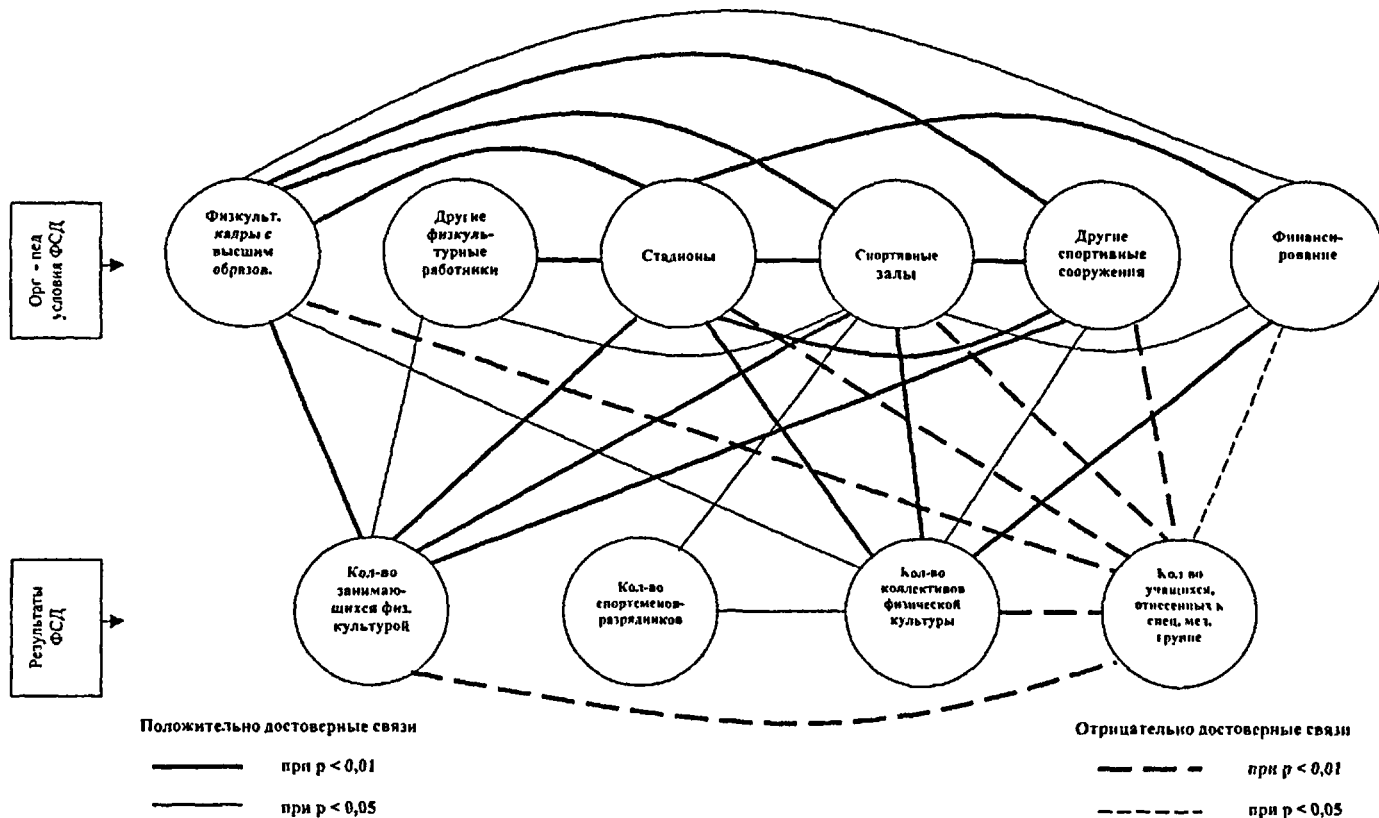 Орг - пед
условия ФСД
Физкульт.
кадры с
высшим
образов.
Другие
физкуль-
турные
работники
Стадионы
Спортивные
залы
Другие
спортивные
сооружения
Финанси-
рование
Результаты
ФСД
Кол-во
занимаю-
щихся физ.
культурой
Кол-во
спортсменов-
разрядников
Кол-во
коллективов
физической
культуры
Кол во
учащихся,
отнесенных к
спец. мед.
группе
Положительно достоверные связи
при p < 0,01
при p < 0,05
Отрицательно достоверные связи
при p < 0,01
при p < 0,05